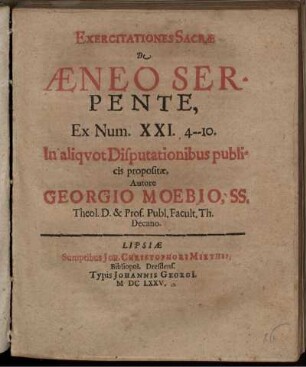 EXERCITATIONES SACRÆ
De
ÆNEO SER-
PENTE,
Ex Num. XXI. 4--10.
In aliqvot Disputationibus publi-
cis propositæ,
Autore
GEORGIO MOEBIO, SS.
Theol. D. & Prof. Publ. Facult. Th.
Decano.
LIPSIÆ
Sumptibus Joh. CHRISTOPHORI MIETHII,
Bibliopol. Dresdens.
Typis JOHANNIS GEORGI.
M DC LXXV.